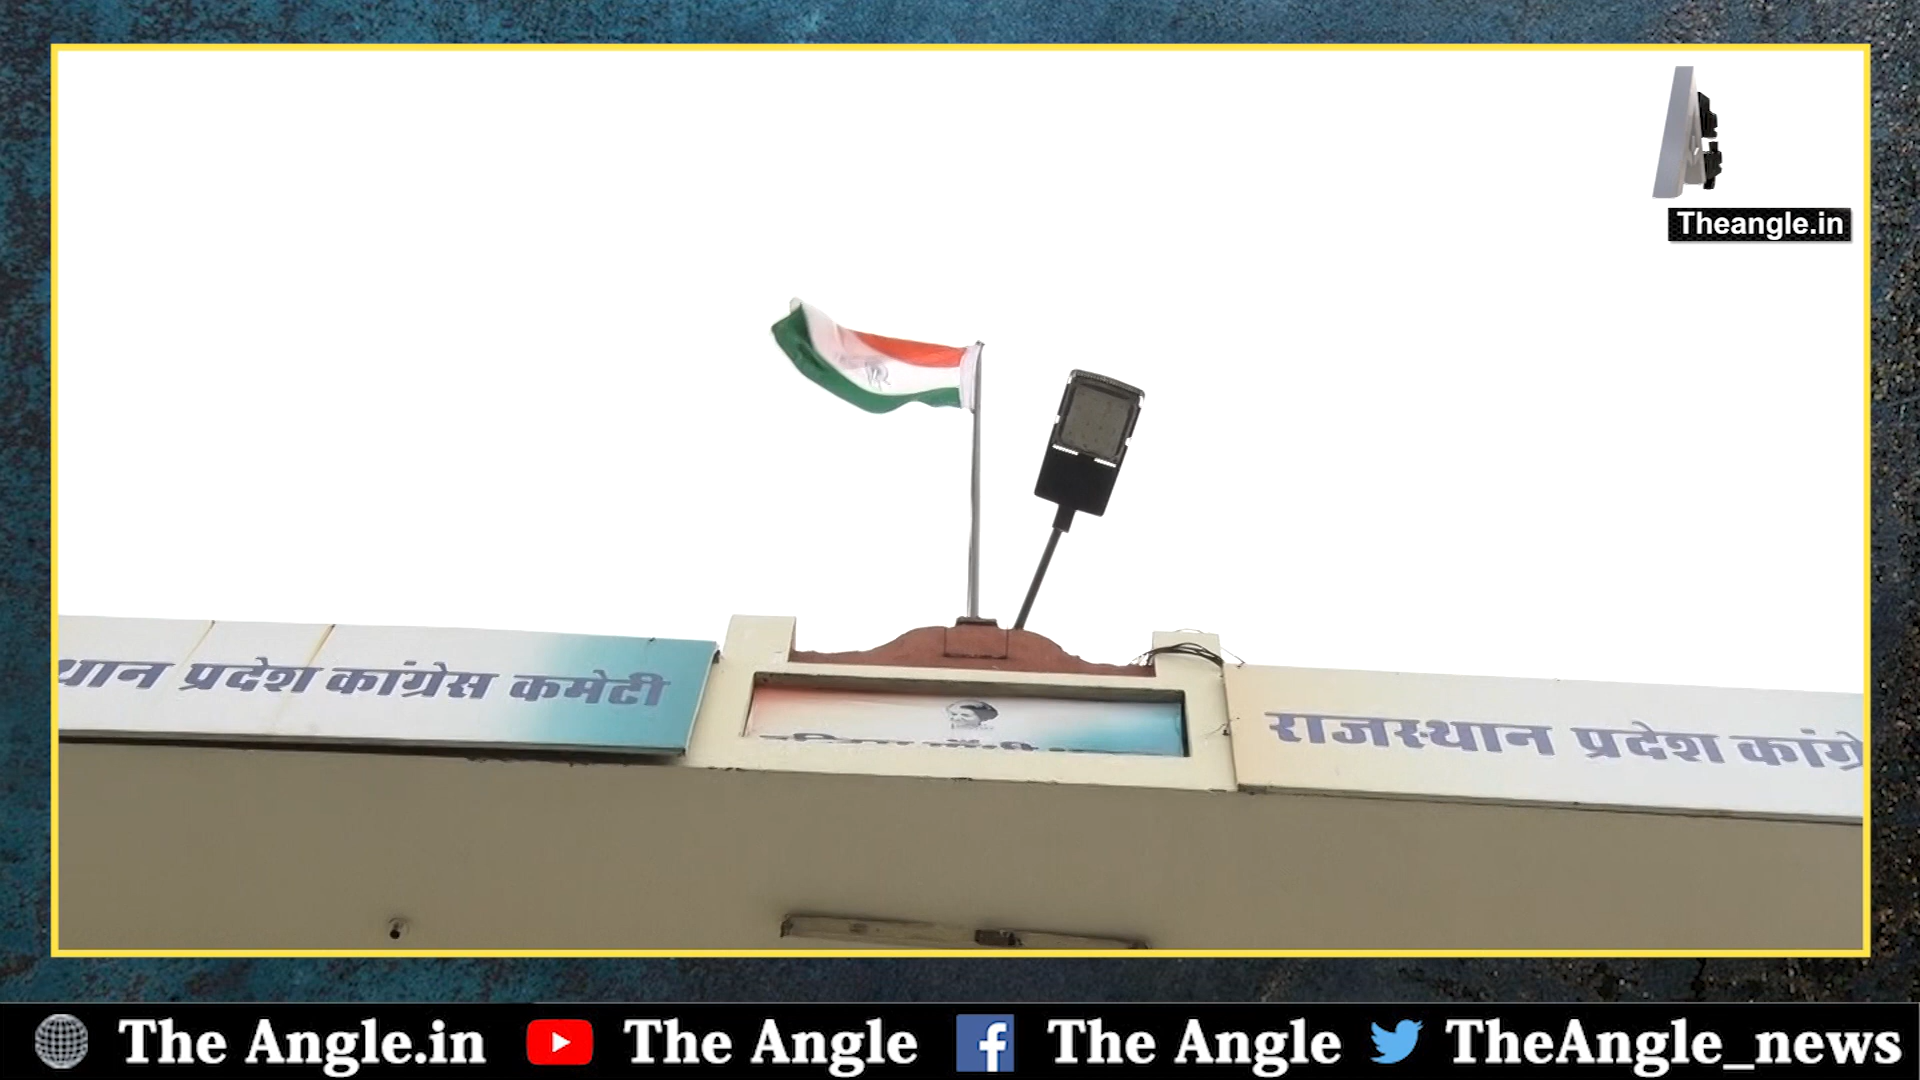 Theangle.in
थान प्रदेश कांग्रेस कमेटी
राजस्थान प्रदेश कांग्रे
The Angle.in The Angle The Angle TheAngle_news